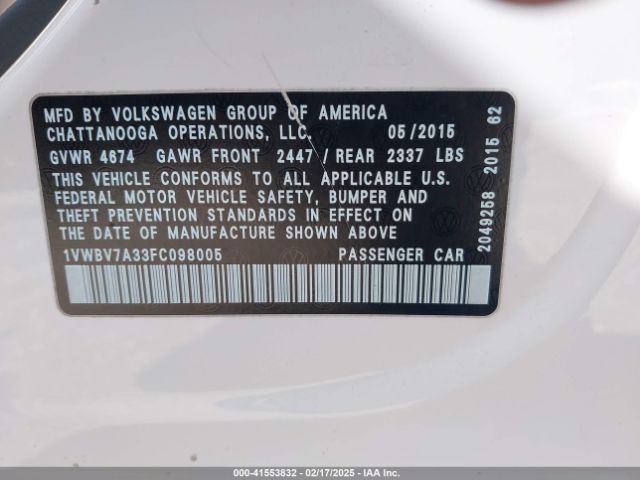 MFD BY VOLKSWAGEN GROUP OF AMERICA
CHATTANOOGA OPERATIONS, LLC. 05/2015
GVWR 4674 GAWR FRONT 2447 / REAR 2337 LBS
THIS VEHICLE CONFORMS TO ALL APPLICABLE U.S.
FEDERAL MOTOR VEHICLE SAFETY, BUMPER AND
THEFT PREVENTION STANDARDS IN EFFECT ON
THE DATE OF MANUFACTURE SHOWN ABOVE
1VWBV7A33FC098005 PASSENGER CAR
2049258 2015 62
000-41553832 - 02/17/2025 - IAA Inc.